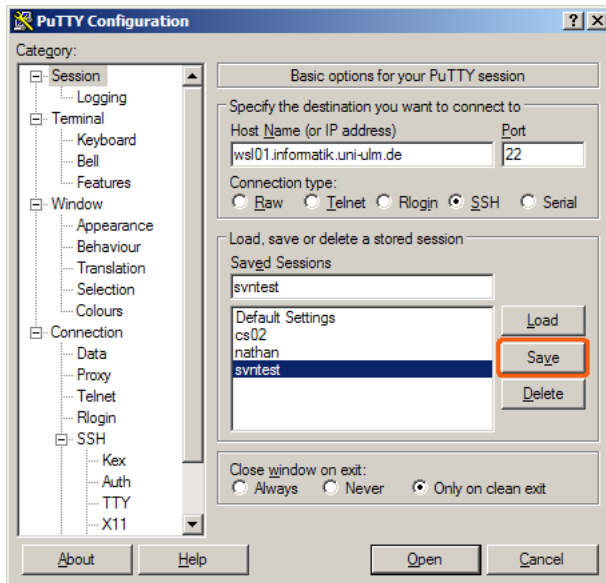 PuTTY Configuration
Category:
Session
Logging
Terminal
Keyboard
Bell
Features
Window
Appearance
Behaviour
Translation
Selection
Colours
Connection
Data
Proxy
Telnet
Rlogin
SSH
Kex
Auth
TTY
X11
Basic options for your PuTTY session
Specify the destination you want to connect to
Host Name (or IP address) Port
wsl01.informatik.uni-ulm.de 22
Connection type:
Raw Telnet Rlogin SSH Serial
Load, save or delete a stored session
Saved Sessions
svntest
Default Settings
cs02
nathan
svntest
Load
Save
Delete
Close window on exit:
Always Never Only on clean exit
About Help Open Cancel